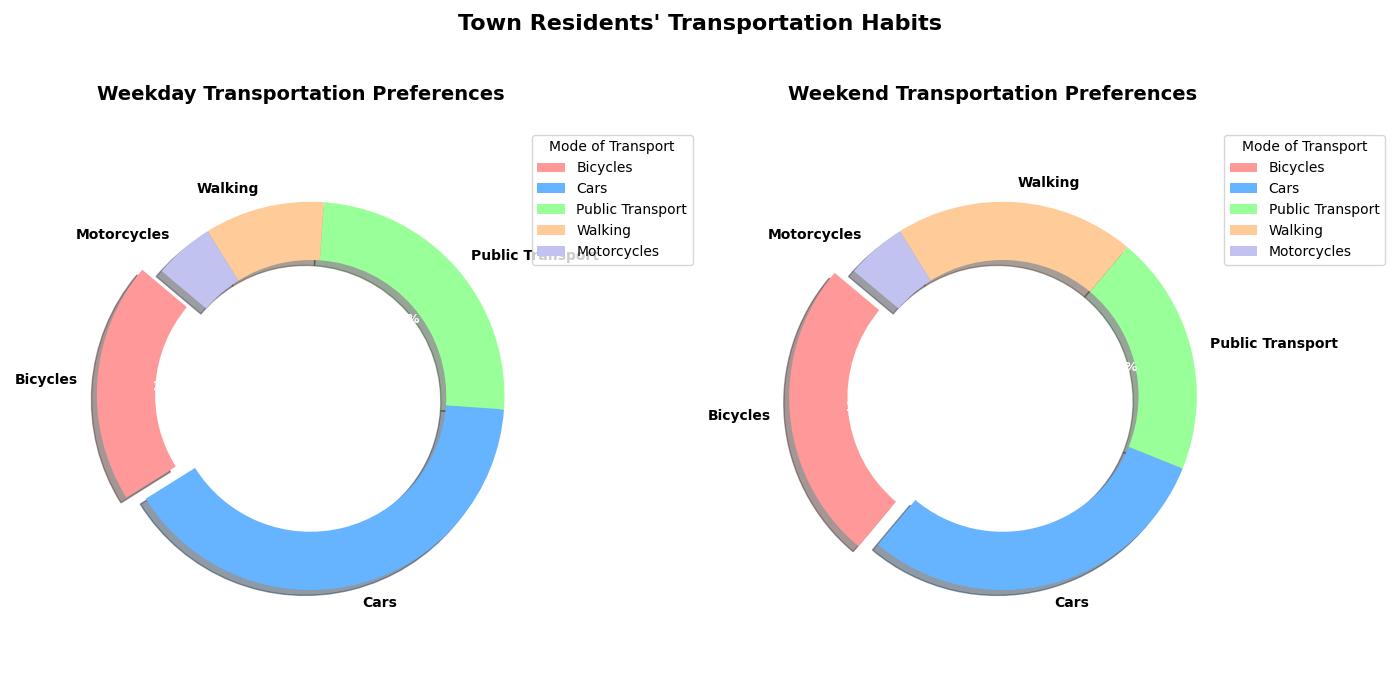 Town Residents' Transportation Habits
Weekday Transportation Preferences
Weekend Transportation Preferences
Mode of Transport
Bicycles
Cars
Public Transport
Walking
Motorcycles
Mode of Transport
Bicycles
Cars
Public Transport
Walking
Motorcycles
Walking
Motorcycles
Public Transport
%
Bicycles
Cars
Walking
Motorcycles
Public Transport
%
Bicycles
Cars